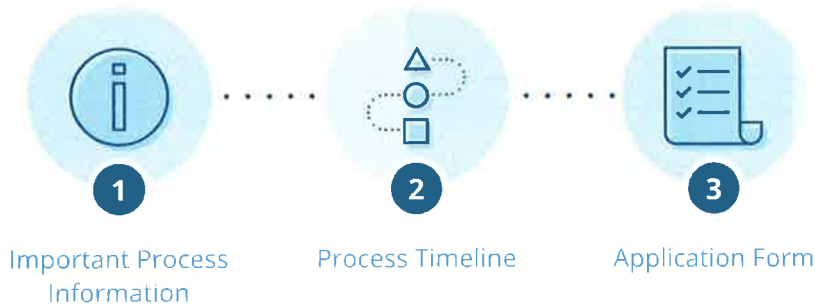 1
2
3
Important Process
Information
Process Timeline
Application Form